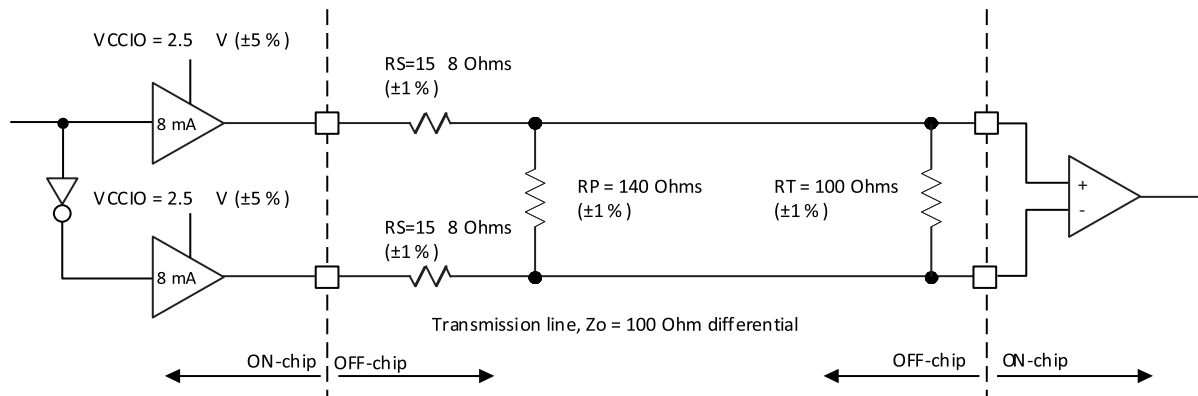 VCCIO = 2.5 V (±5 %)
RS=15 8 Ohms
(±1 %)
8 mA
VCCIO = 2.5 V (±5 %)
RP = 140 Ohms
(±1 %)
RT = 100 Ohms
(±1 %)
+
-
RS=15 8 Ohms
(±1 %)
8 mA
Transmission line, Zo = 100 Ohm differential
ON-chip
OFF-chip
OFF-chip
ON-chip